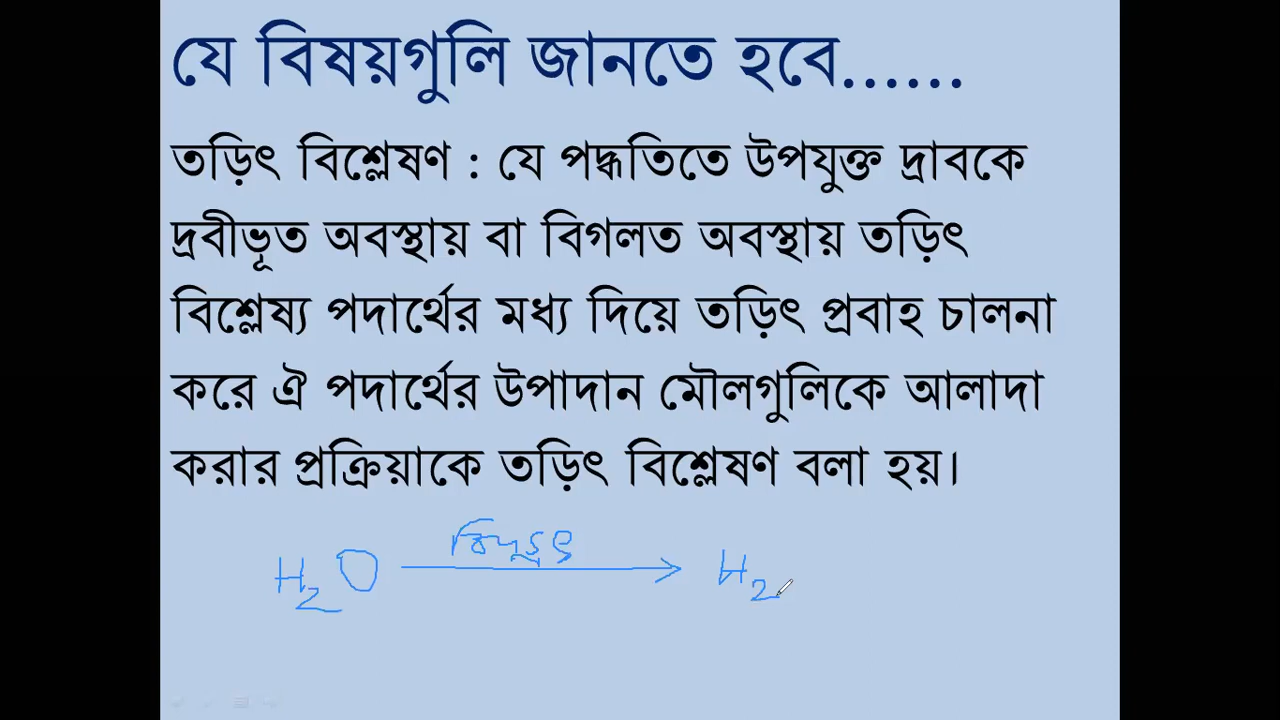 যে বিষয়গুলি জানতে হবে......
তড়িৎ বিশ্লেষণ : যে পদ্ধতিতে উপযুক্ত দ্রাবকে
দ্রবীভূত অবস্থায় বা বিগলত অবস্থায় তড়িৎ
বিশ্লেষ্য পদার্থের মধ্য দিয়ে তড়িৎ প্রবাহ চালনা
করে ঐ পদার্থের উপাদান মৌলগুলিকে আলাদা
করার প্রক্রিয়াকে তড়িৎ বিশ্লেষণ বলা হয়।
বিদ্যুৎ
H₂O → H₂